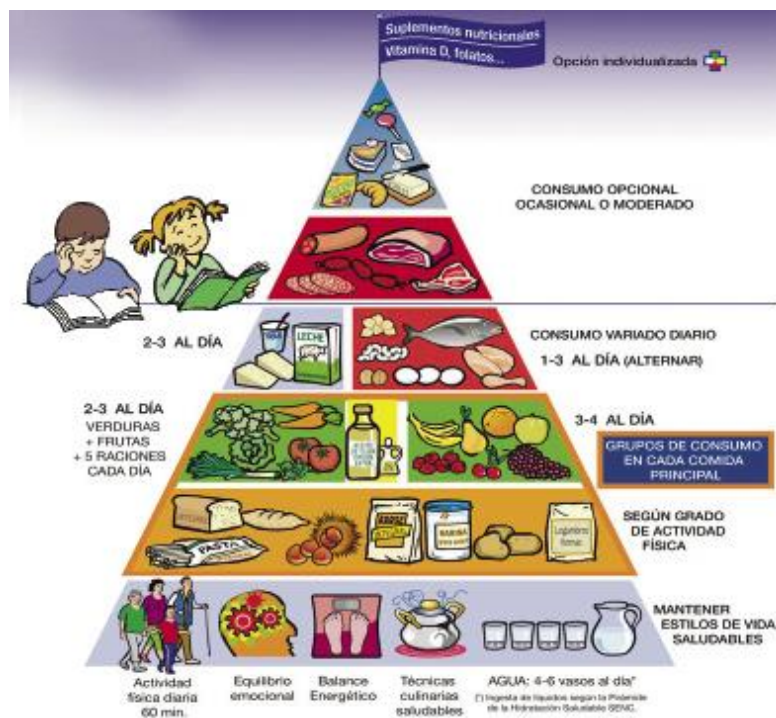 Suplementos nutricionales
Vitamina D, folatos...
Opción individualizada
CONSUMO OPCIONAL
OCASIONAL O MODERADO
2-3 AL DÍA
LECHE
CONSUMO VARIADO DIARIO
1-3 AL DÍA (ALTERNAR)
2-3 AL DÍA
VERDURAS
+ FRUTAS
+ 5 RACIONES
CADA DÍA
3-4 AL DÍA
GRUPOS DE CONSUMO
EN CADA COMIDA
PRINCIPAL
PASTA
ARROZ
HARINA
SEGÚN GRADO
DE ACTIVIDAD
FÍSICA
MANTENER
ESTILOS DE VIDA
SALUDABLES
Actividad
física diaria
60 min.
Equilibrio
emocional
Balance
Energético
Técnicas
culinarias
saludables
AGUA: 4-6 vasos al día*
(*) Ingesta de líquidos según la Pirámide
de la Hidratación Saludable SENC.